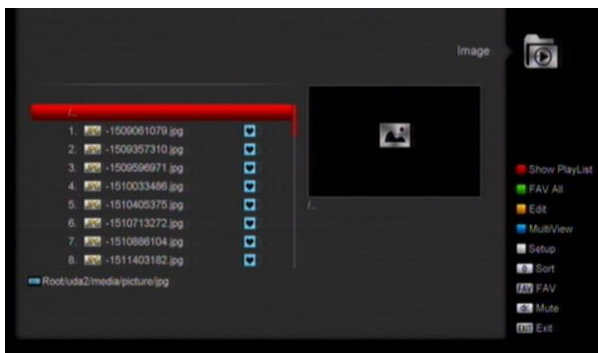 Image
/..
1. -1509061079.jpg
2. -1509357310.jpg
3. -1509596971.jpg
4. -1510033486.jpg
5. -1510405375.jpg
6. -1510713272.jpg
7. -1510886104.jpg
8. -1511403182.jpg
/..
Root/uda2/media/picture/jpg
Show PlayList
FAV All
Edit
MultiView
Setup
Sort
FAV FAV
Mute
EXIT Exit